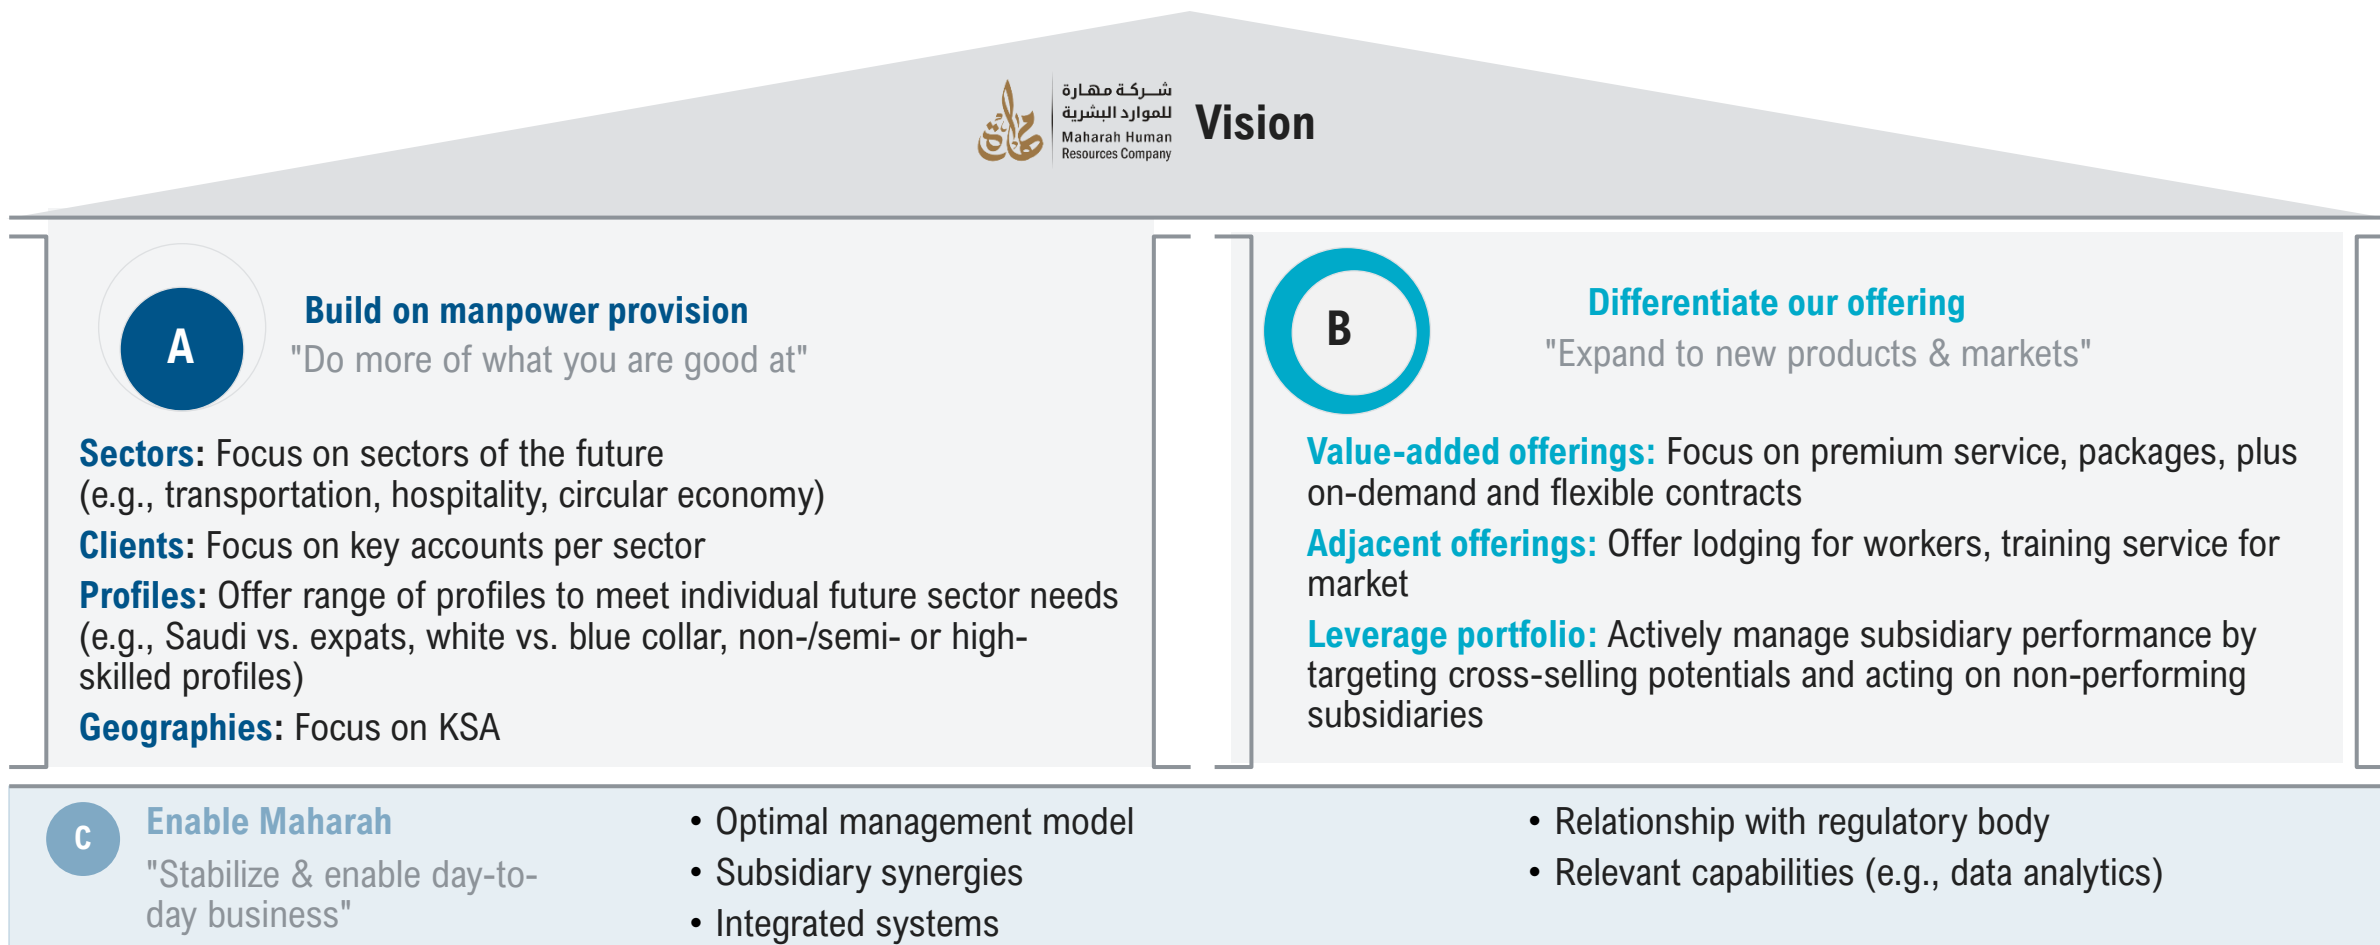 شركة مهارة
للموارد البشرية
Maharah Human
Resources Company
Vision
A
Build on manpower provision
"Do more of what you are good at"
Sectors: Focus on sectors of the future
(e.g., transportation, hospitality, circular economy)
Clients: Focus on key accounts per sector
Profiles: Offer range of profiles to meet individual future sector needs
(e.g., Saudi vs. expats, white vs. blue collar, non-/semi- or high-
skilled profiles)
Geographies: Focus on KSA
B
Differentiate our offering
"Expand to new products & markets"
Value-added offerings: Focus on premium service, packages, plus
on-demand and flexible contracts
Adjacent offerings: Offer lodging for workers, training service for
market
Leverage portfolio: Actively manage subsidiary performance by
targeting cross-selling potentials and acting on non-performing
subsidiaries
C
Enable Maharah
"Stabilize & enable day-to-
day business"
• Optimal management model
• Subsidiary synergies
• Integrated systems
• Relationship with regulatory body
• Relevant capabilities (e.g., data analytics)